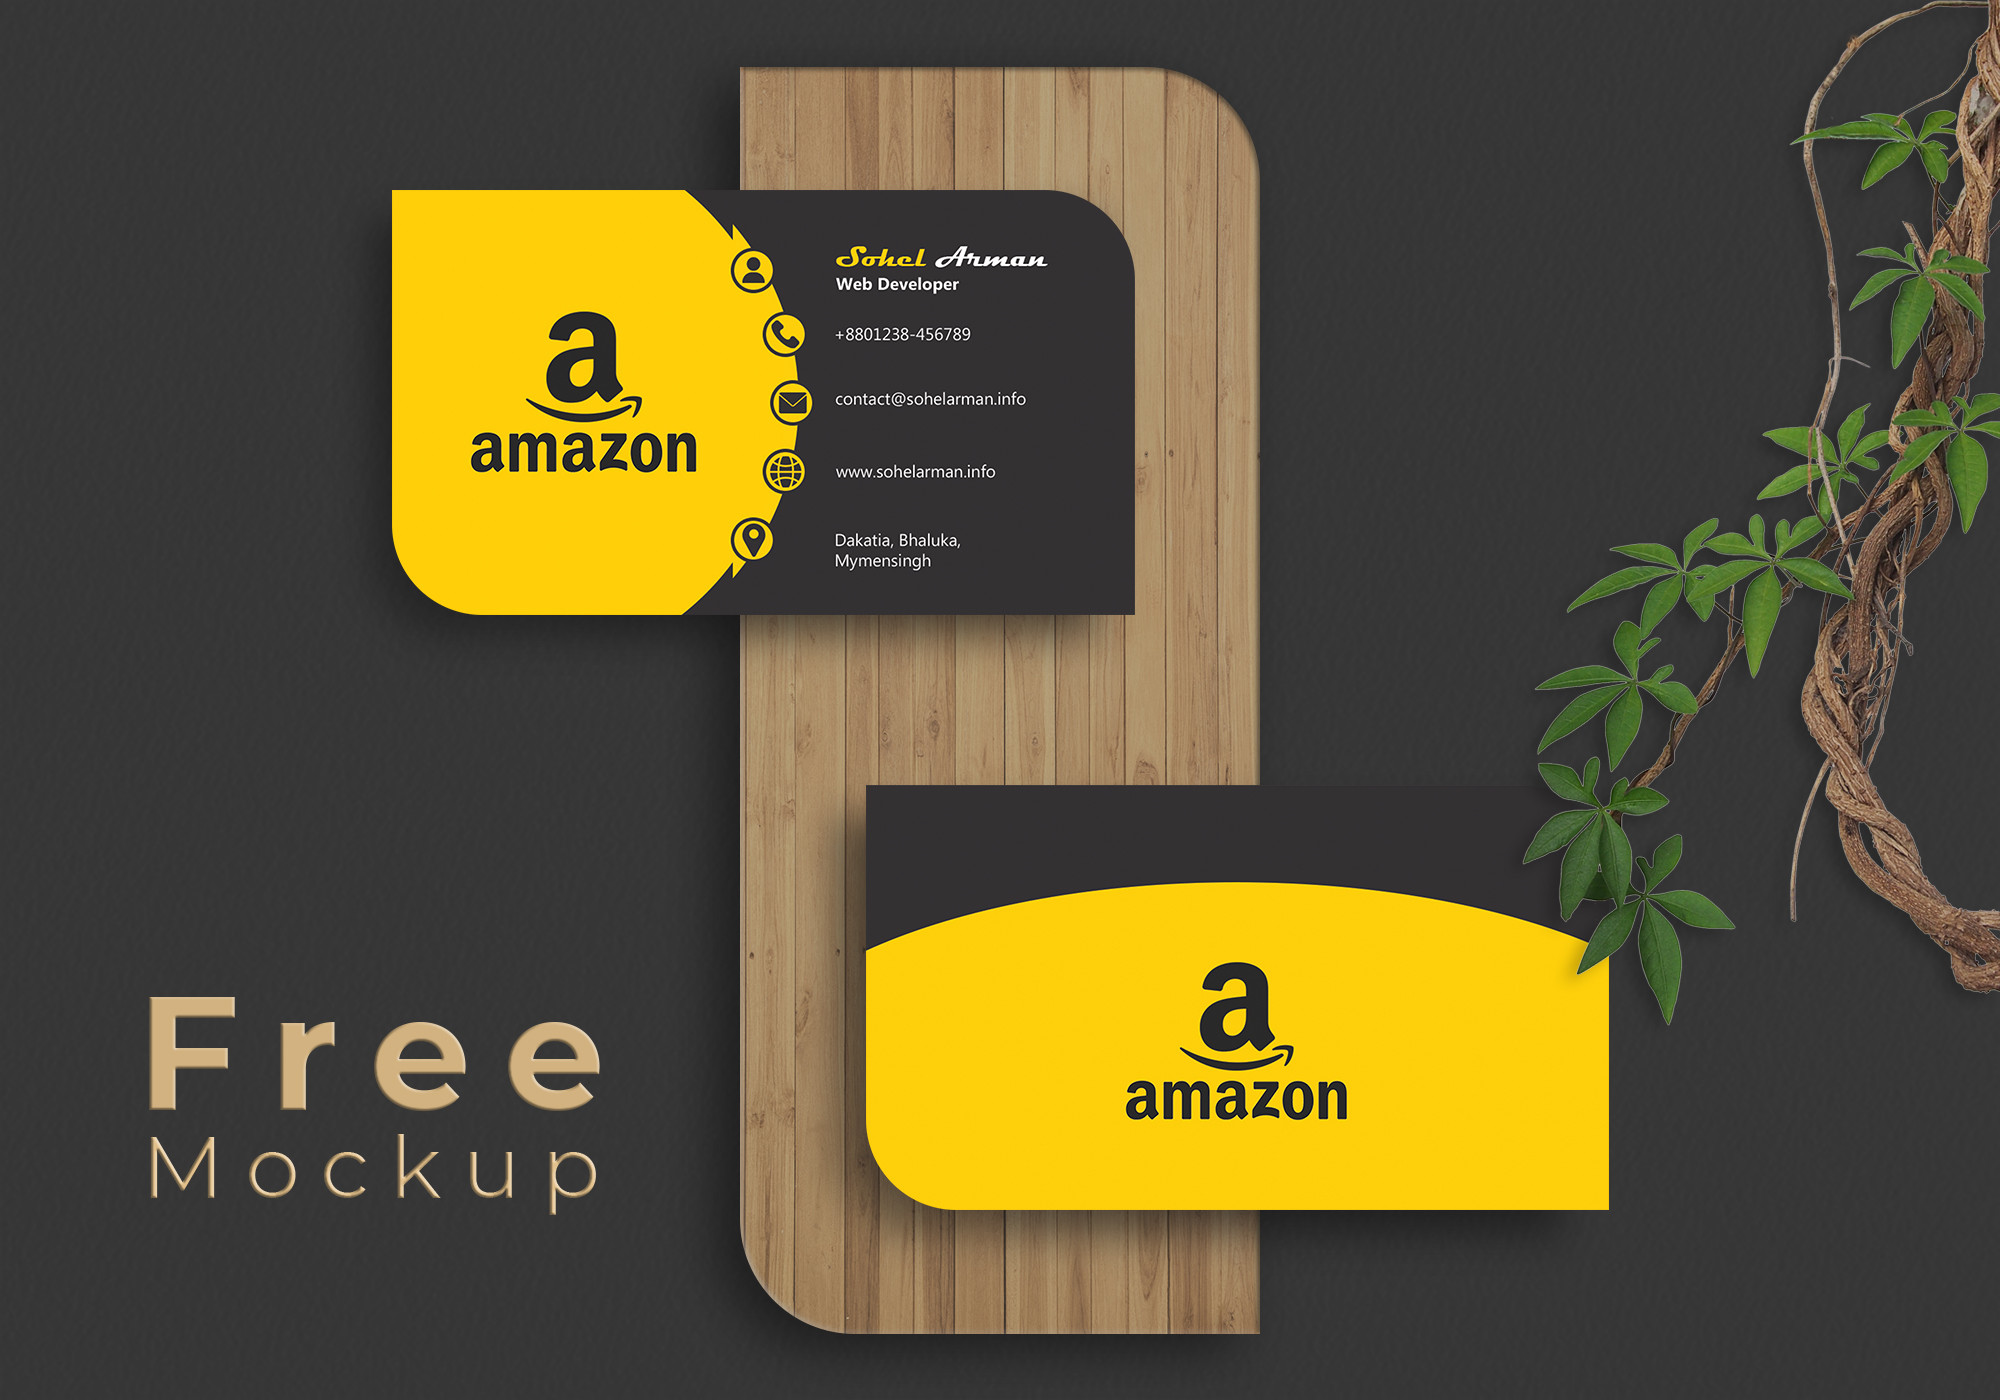 a
amazon
Sohel Arman
Web Developer
+8801238-456789
contact@sohelarman.info
www.sohelarman.info
Dakatia, Bhaluka,
Mymensingh
a
amazon
Free
Mockup